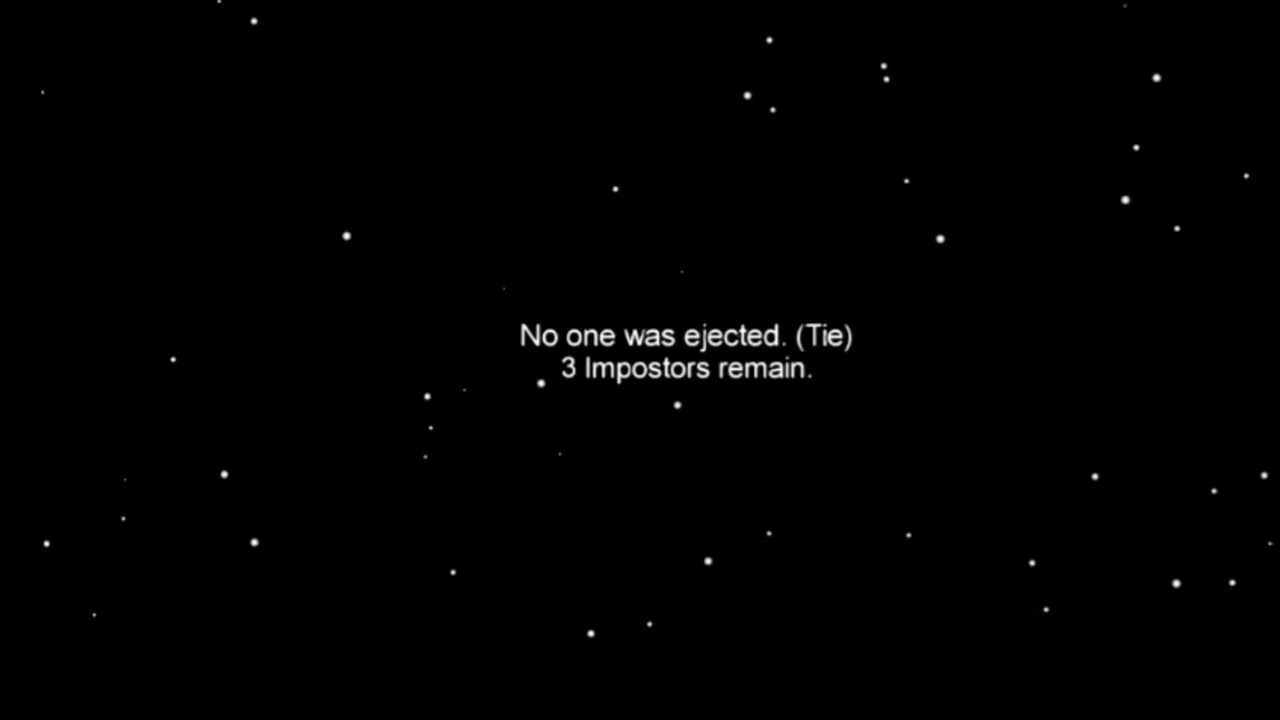 No one was ejected. (Tie)
3 Impostors remain.